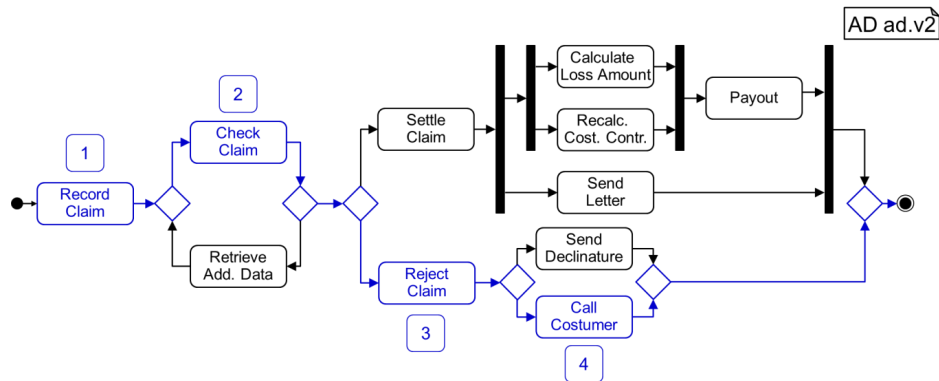 AD ad.v2
1
Record
Claim
2
Check
Claim
Retrieve
Add. Data
Settle
Claim
Calculate
Loss Amount
Recalc.
Cost. Contr.
Payout
Send
Letter
Reject
Claim
3
Send
Declinature
Call
Costumer
4